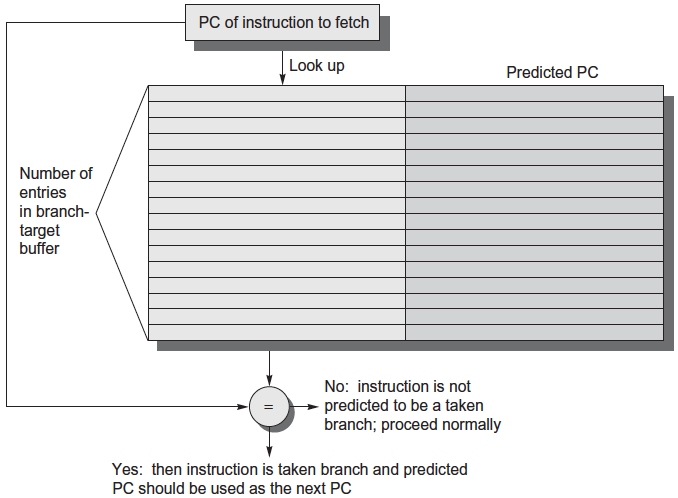 PC of instruction to fetch
Look up
Predicted PC
Number of
entries
in branch-
target
buffer
=
No: instruction is not
predicted to be a taken
branch; proceed normally
Yes: then instruction is taken branch and predicted
PC should be used as the next PC